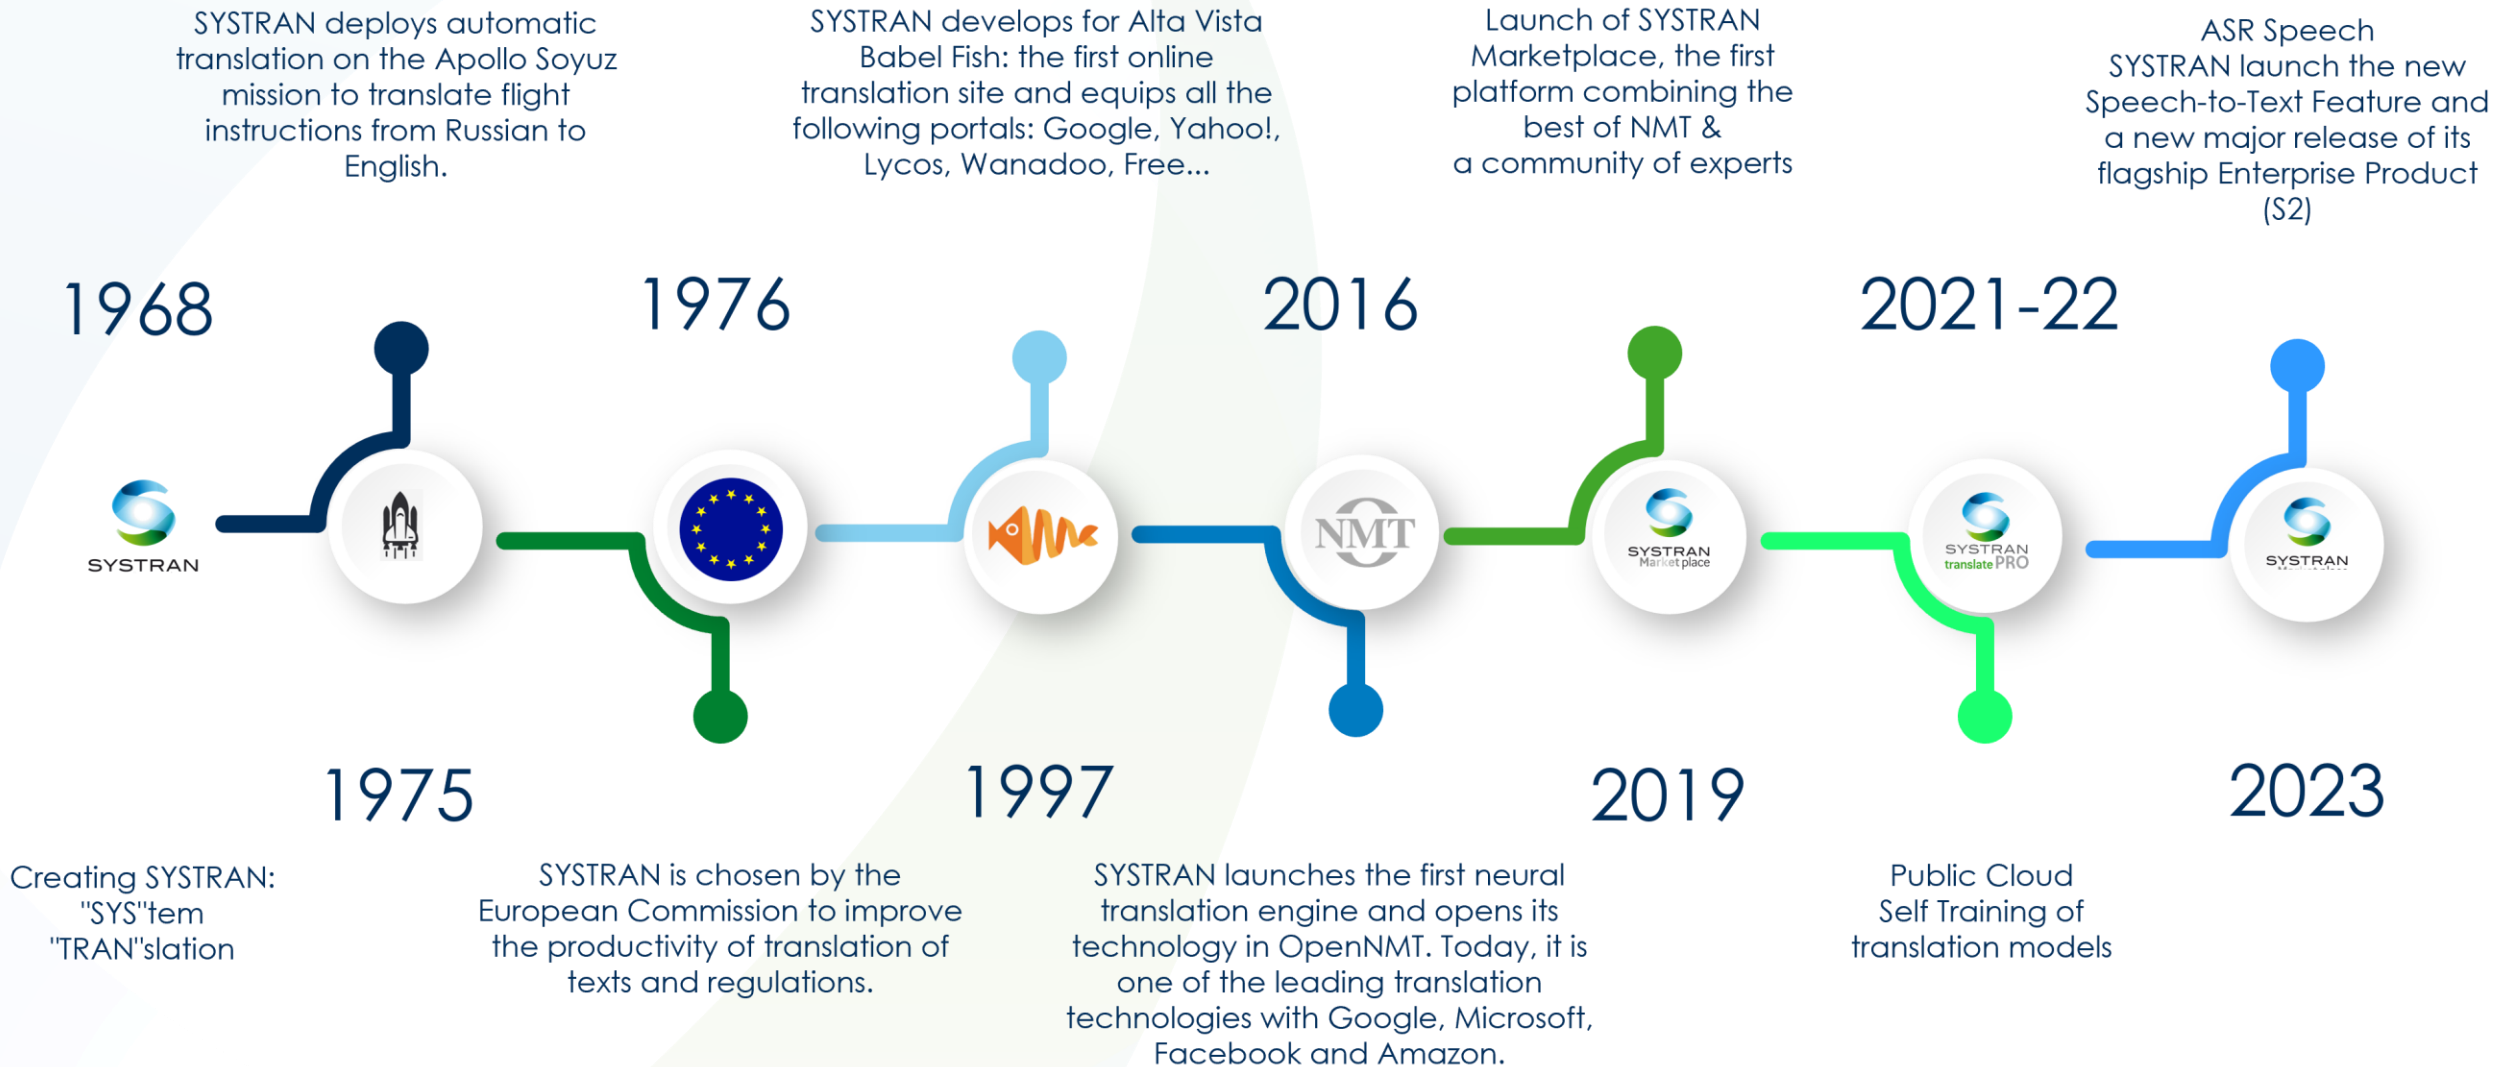 SYSTRAN deploys automatic
translation on the Apollo Soyuz
mission to translate flight
instructions from Russian to
English.
SYSTRAN develops for Alta Vista
Babel Fish: the first online
translation site and equips all the
following portals: Google, Yahoo!,
Lycos, Wanadoo, Free...
Launch of SYSTRAN
Marketplace, the first
platform combining the
best of NMT &
a community of experts
ASR Speech
SYSTRAN launch the new
Speech-to-Text Feature and
a new major release of its
flagship Enterprise Product
(S2)
1968
1976
2016
2021-22
SYSTRAN
NMT
SYSTRAN
Market place
SYSTRAN
translate PRO
SYSTRAN
1975
1997
2019
2023
Creating SYSTRAN:
"SYS"tem
"TRAN"slation
SYSTRAN is chosen by the
European Commission to improve
the productivity of translation of
texts and regulations.
SYSTRAN launches the first neural
translation engine and opens its
technology in OpenNMT. Today, it is
one of the leading translation
technologies with Google, Microsoft,
Facebook and Amazon.
Public Cloud
Self Training of
translation models